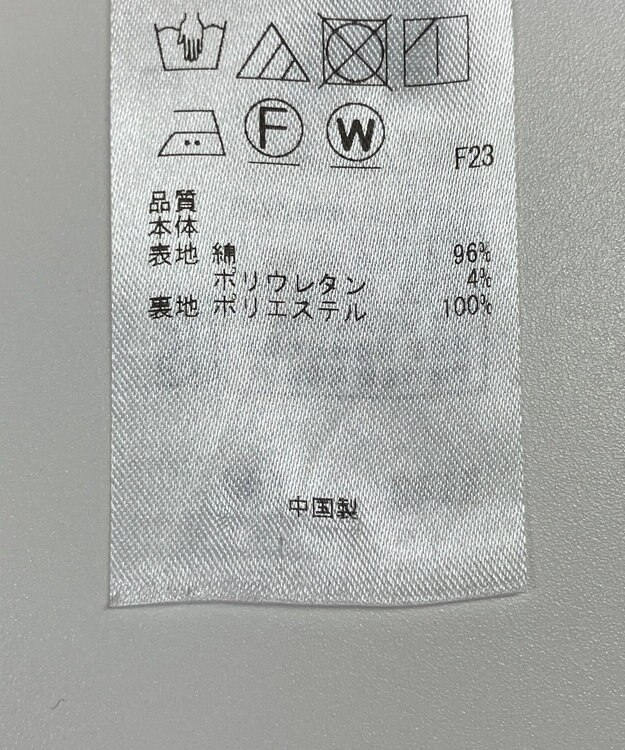 F W F23
品質
本体
表地 綿 96%
ポリウレタン 4%
裏地 ポリエステル 100%
中国製